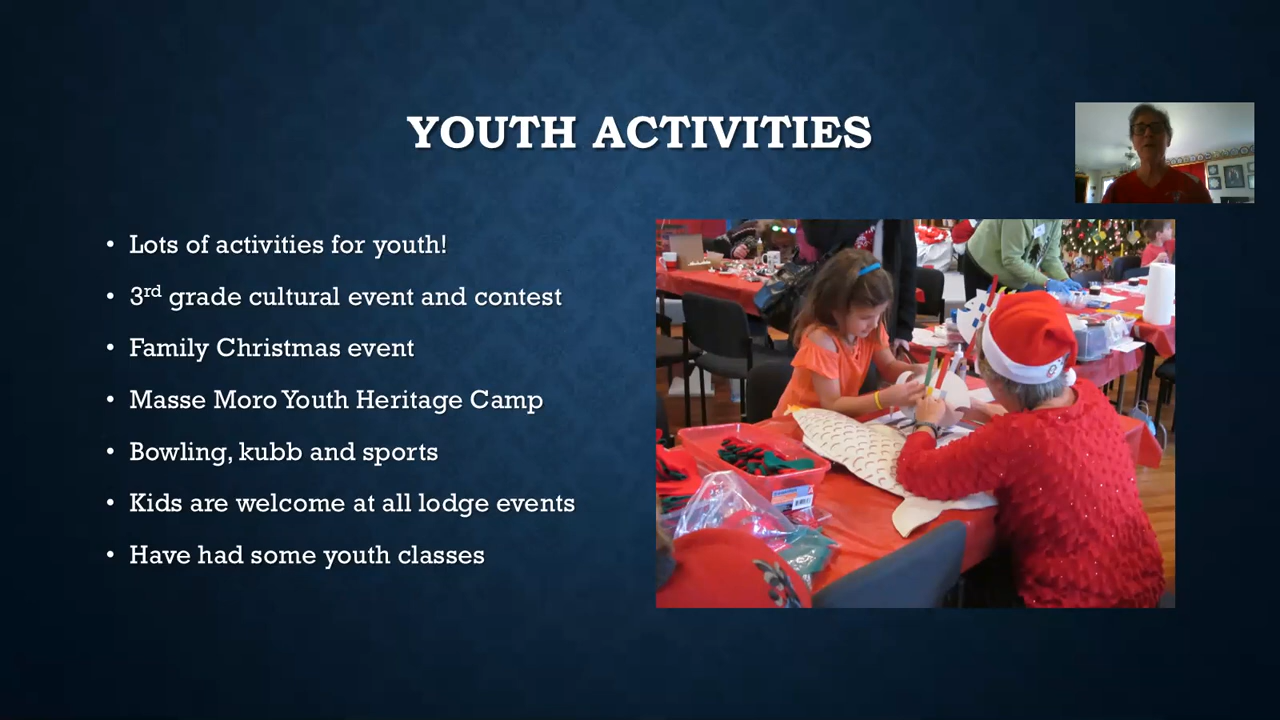 YOUTH ACTIVITIES
• Lots of activities for youth!
• 3rd grade cultural event and contest
• Family Christmas event
• Masse Moro Youth Heritage Camp
• Bowling, kubb and sports
• Kids are welcome at all lodge events
• Have had some youth classes